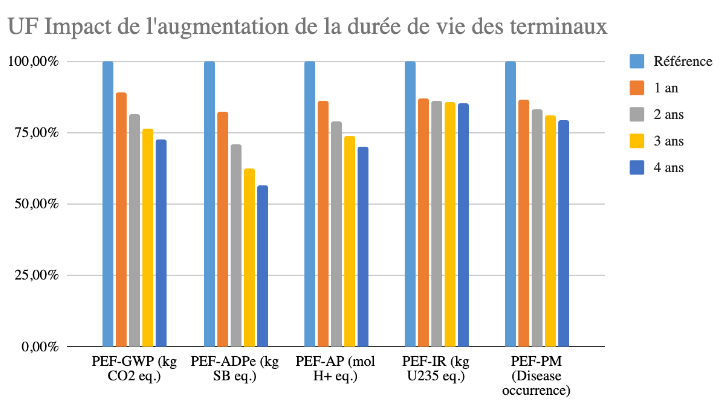 UF Impact de l'augmentation de la durée de vie des terminaux
100,00%
75,00%
50,00%
25,00%
0,00%
PEF-GWP (kg
CO2 eq.)
PEF-ADPe (kg
SB eq.)
PEF-AP (mol
H+ eq.)
PEF-IR (kg
U235 eq.)
PEF-PM
(Disease
occurrence)
Référence
1 an
2 ans
3 ans
4 ans